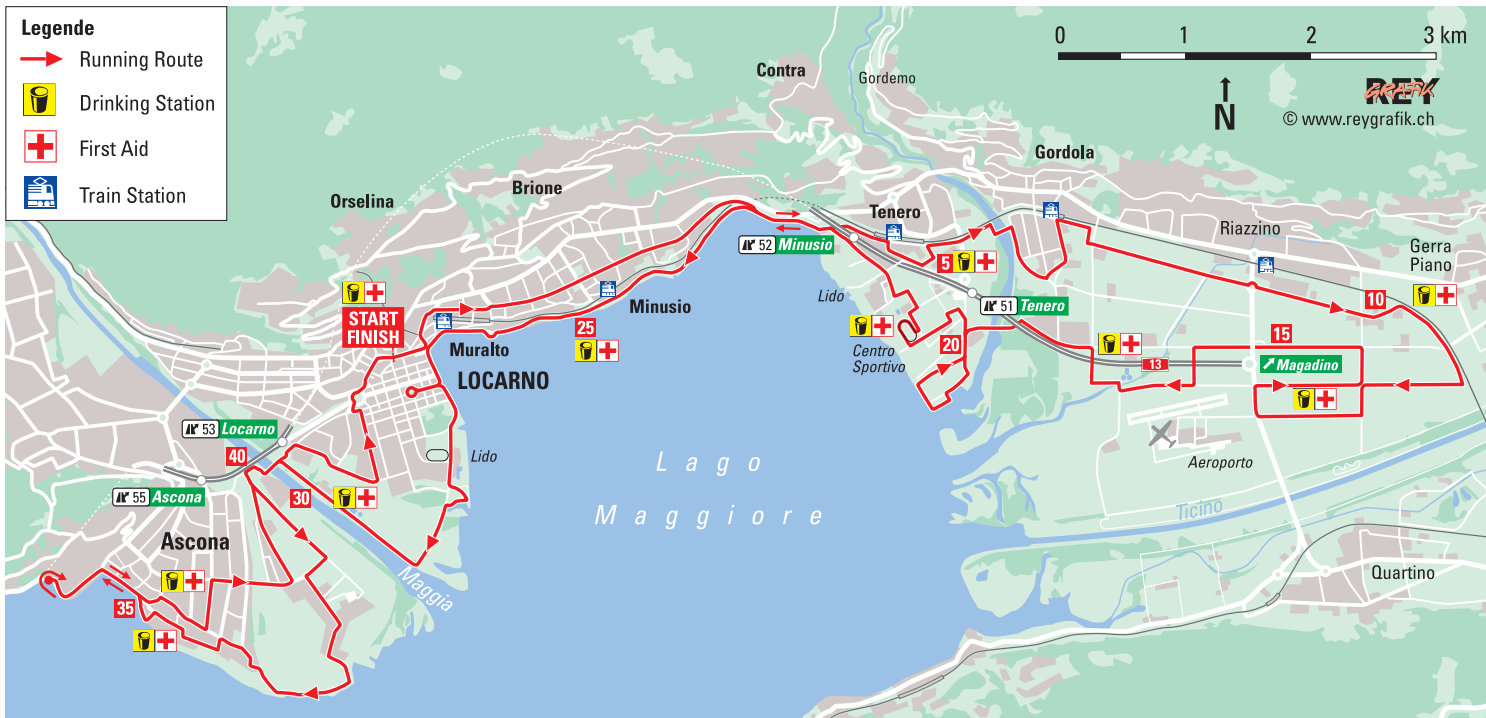 Legende
Running Route
Drinking Station
First Aid
Train Station
0 1 2 3 km
N
REY
GRAFIK
© www.reygrafik.ch
Contra
Gordemo
Gordola
Brione
Orselina
Tenero
Riazzino
Gerra
Piano
52 Minusio
5
10
Lido
Minusio
START
FINISH
51 Tenero
25
15
20
Muralto
LOCARNO
Centro
Sportivo
13
Magadino
53 Locarno
40
Lido
Lago
Maggiore
Aeroporto
30
55 Ascona
Ticino
Ascona
Maggia
Quartino
35